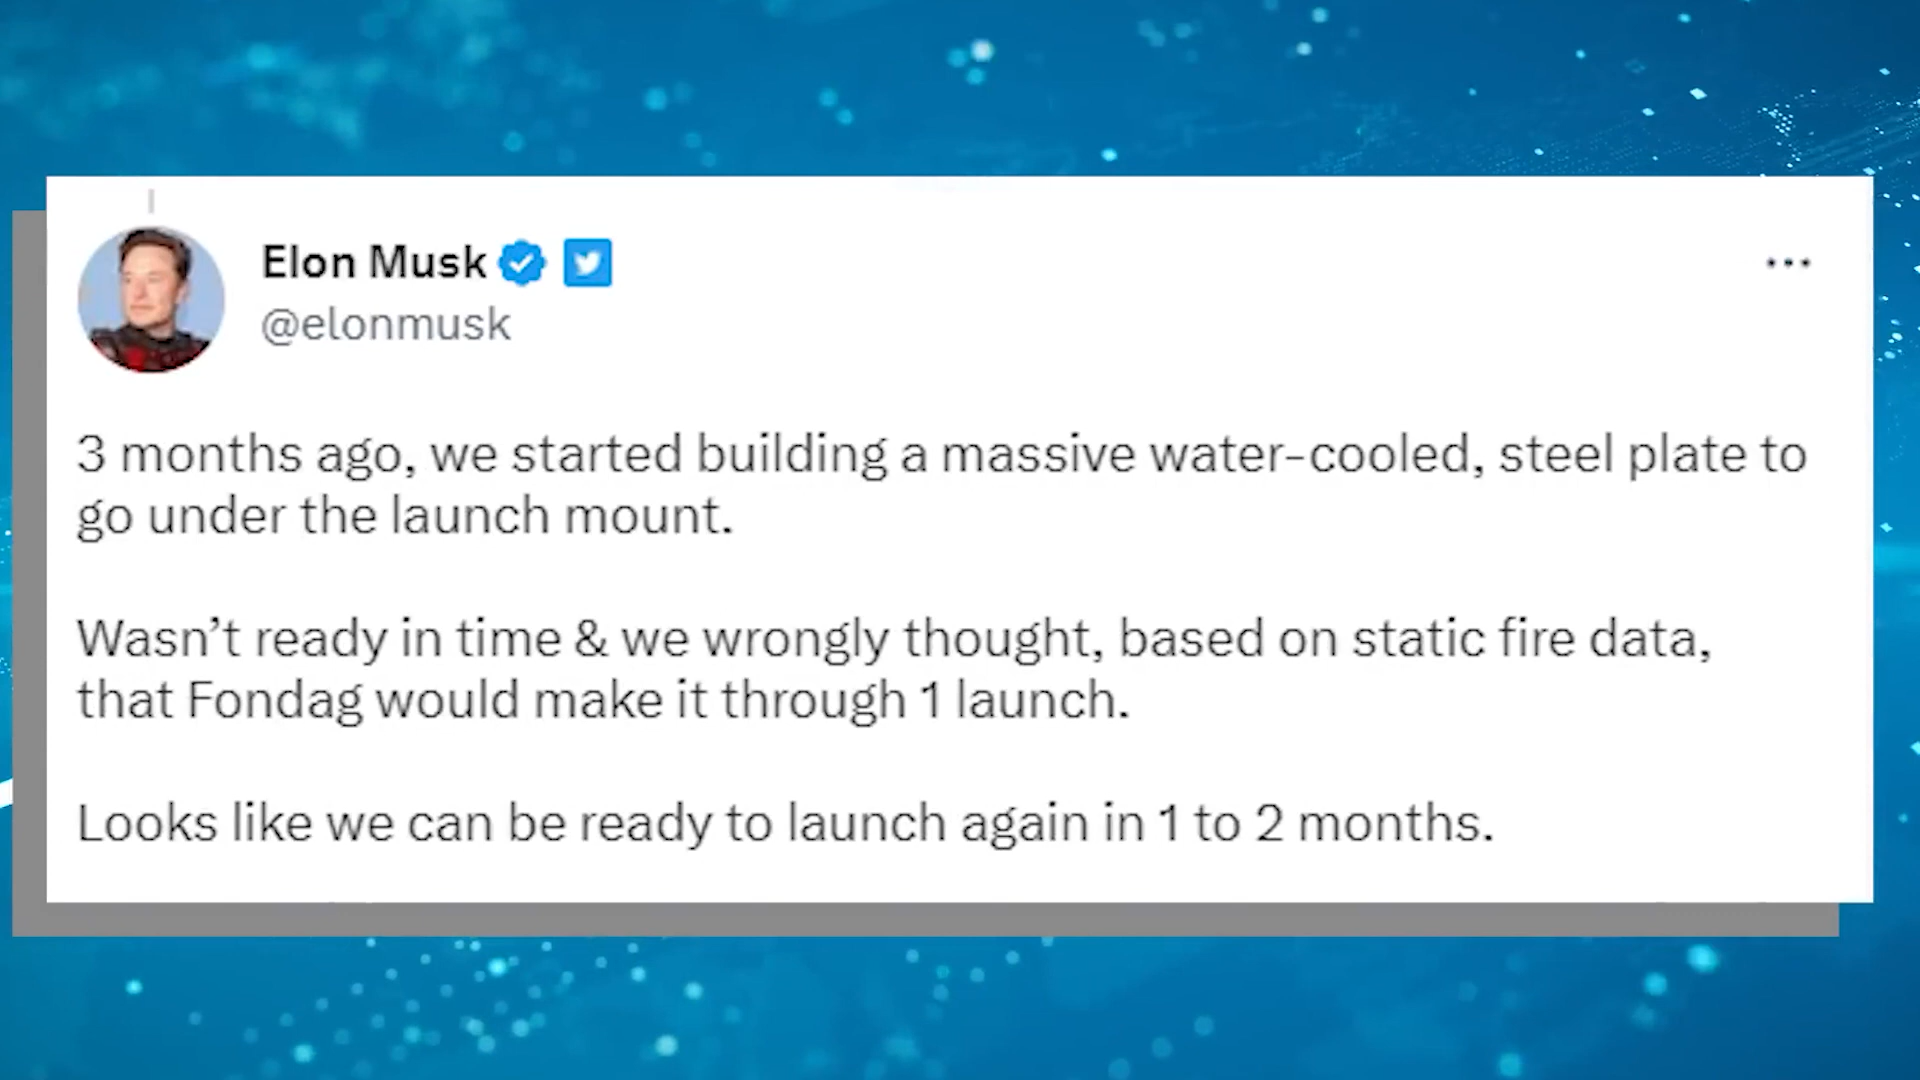 Elon Musk
@elonmusk
3 months ago, we started building a massive water-cooled, steel plate to
go under the launch mount.
Wasn’t ready in time & we wrongly thought, based on static fire data,
that Fondag would make it through 1 launch.
Looks like we can be ready to launch again in 1 to 2 months.